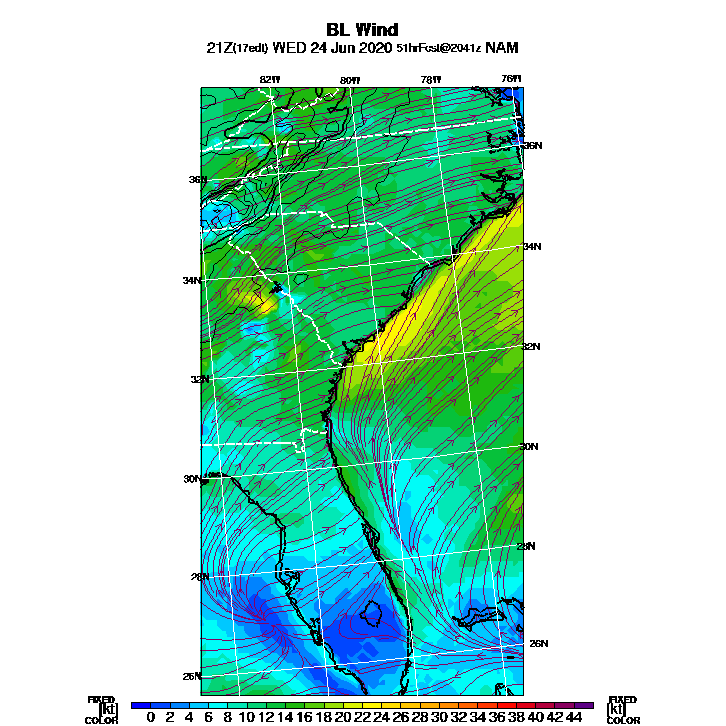 BL Wind
21Z(17edt) WED 24 Jun 2020 51hrFcst@2041z NAM
82W 80W 78W 76W
36N
36N
34N
34N
32N
32N
30N
30N
28N
28N
26N
26N
FIXED FIXED
[kt] 0 2 4 6 8 10 12 14 16 18 20 22 24 26 28 30 32 34 36 38 40 42 44 [kt]
COLOR COLOR